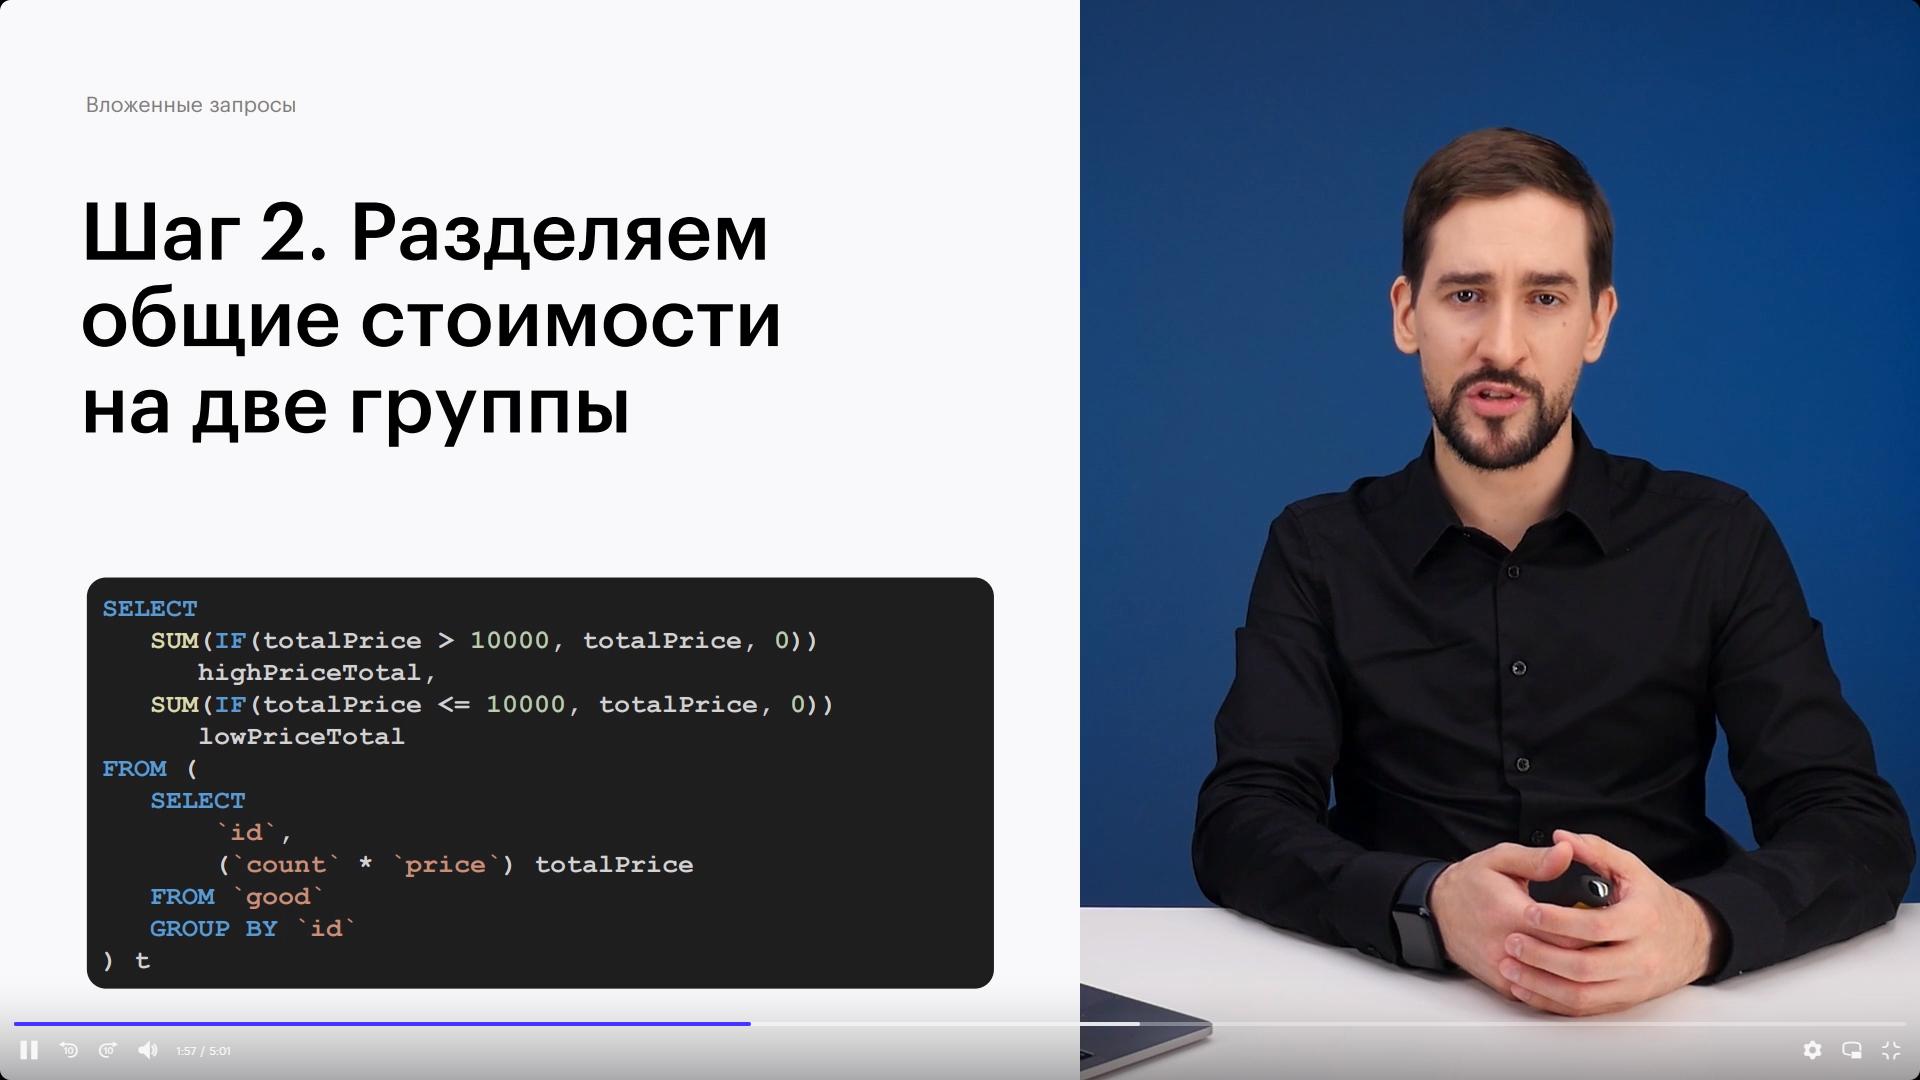 Вложенные запросы
Шаг 2. Разделяем
общие стоимости
на две группы
SELECT
SUM(IF(totalPrice > 10000, totalPrice, 0))
highPriceTotal,
SUM(IF(totalPrice <= 10000, totalPrice, 0))
lowPriceTotal
FROM (
SELECT
`id`,
(`count` * `price`) totalPrice
FROM `good`
GROUP BY `id`
) t
10
10
1:57 / 5:01